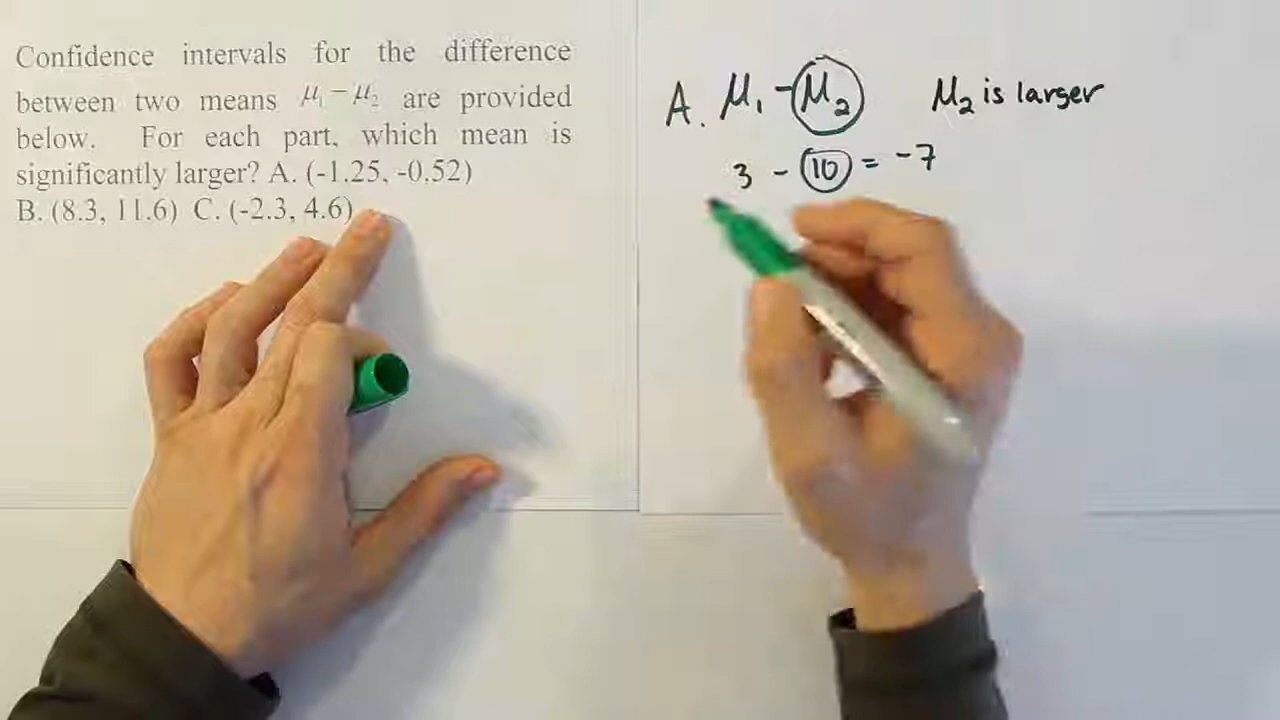 Confidence intervals for the difference
between two means μ₁ − μ₂ are provided
below. For each part, which mean is
significantly larger? A. (-1.25, -0.52)
B. (8.3, 11.6) C. (-2.3, 4.6)
A. μ₁ - μ₂ μ₂ is larger
3 - 10 = -7